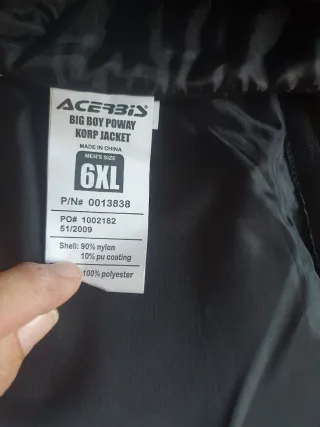 ACERBIS
BIG BOY POWAY
KORP JACKET
MADE IN CHINA
MEN'S SIZE
6XL
P/N# 0013838
PO# 1002182
51/2009
Shell: 90% nylon
10% pu coating
100% polyester